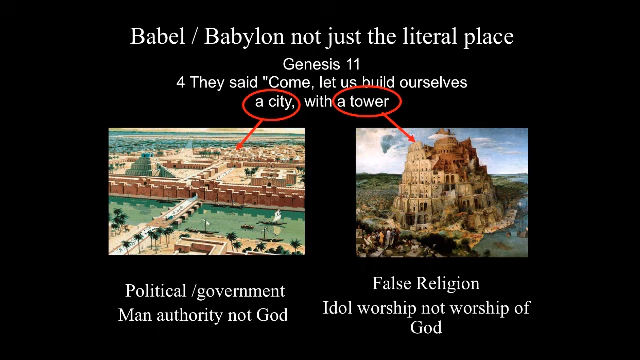 Babel / Babylon not just the literal place
Genesis 11
4 They said "Come, let us build ourselves
a city, with a tower
Political /government
Man authority not God
False Religion
Idol worship not worship of
God